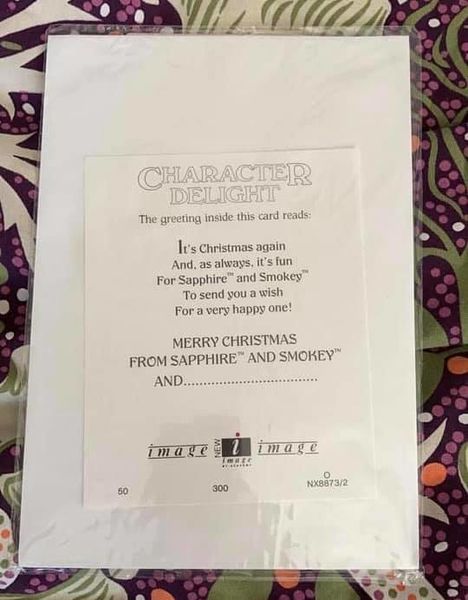 CHARACTER
DELIGHT
The greeting inside this card reads:
It's Christmas again
And, as always, it's fun
For Sapphire™ and Smokey™
To send you a wish
For a very happy one!
MERRY CHRISTMAS
FROM SAPPHIRE™ AND SMOKEY™
AND..................................
image NEW i image
image
50 300 O
NX8873/2